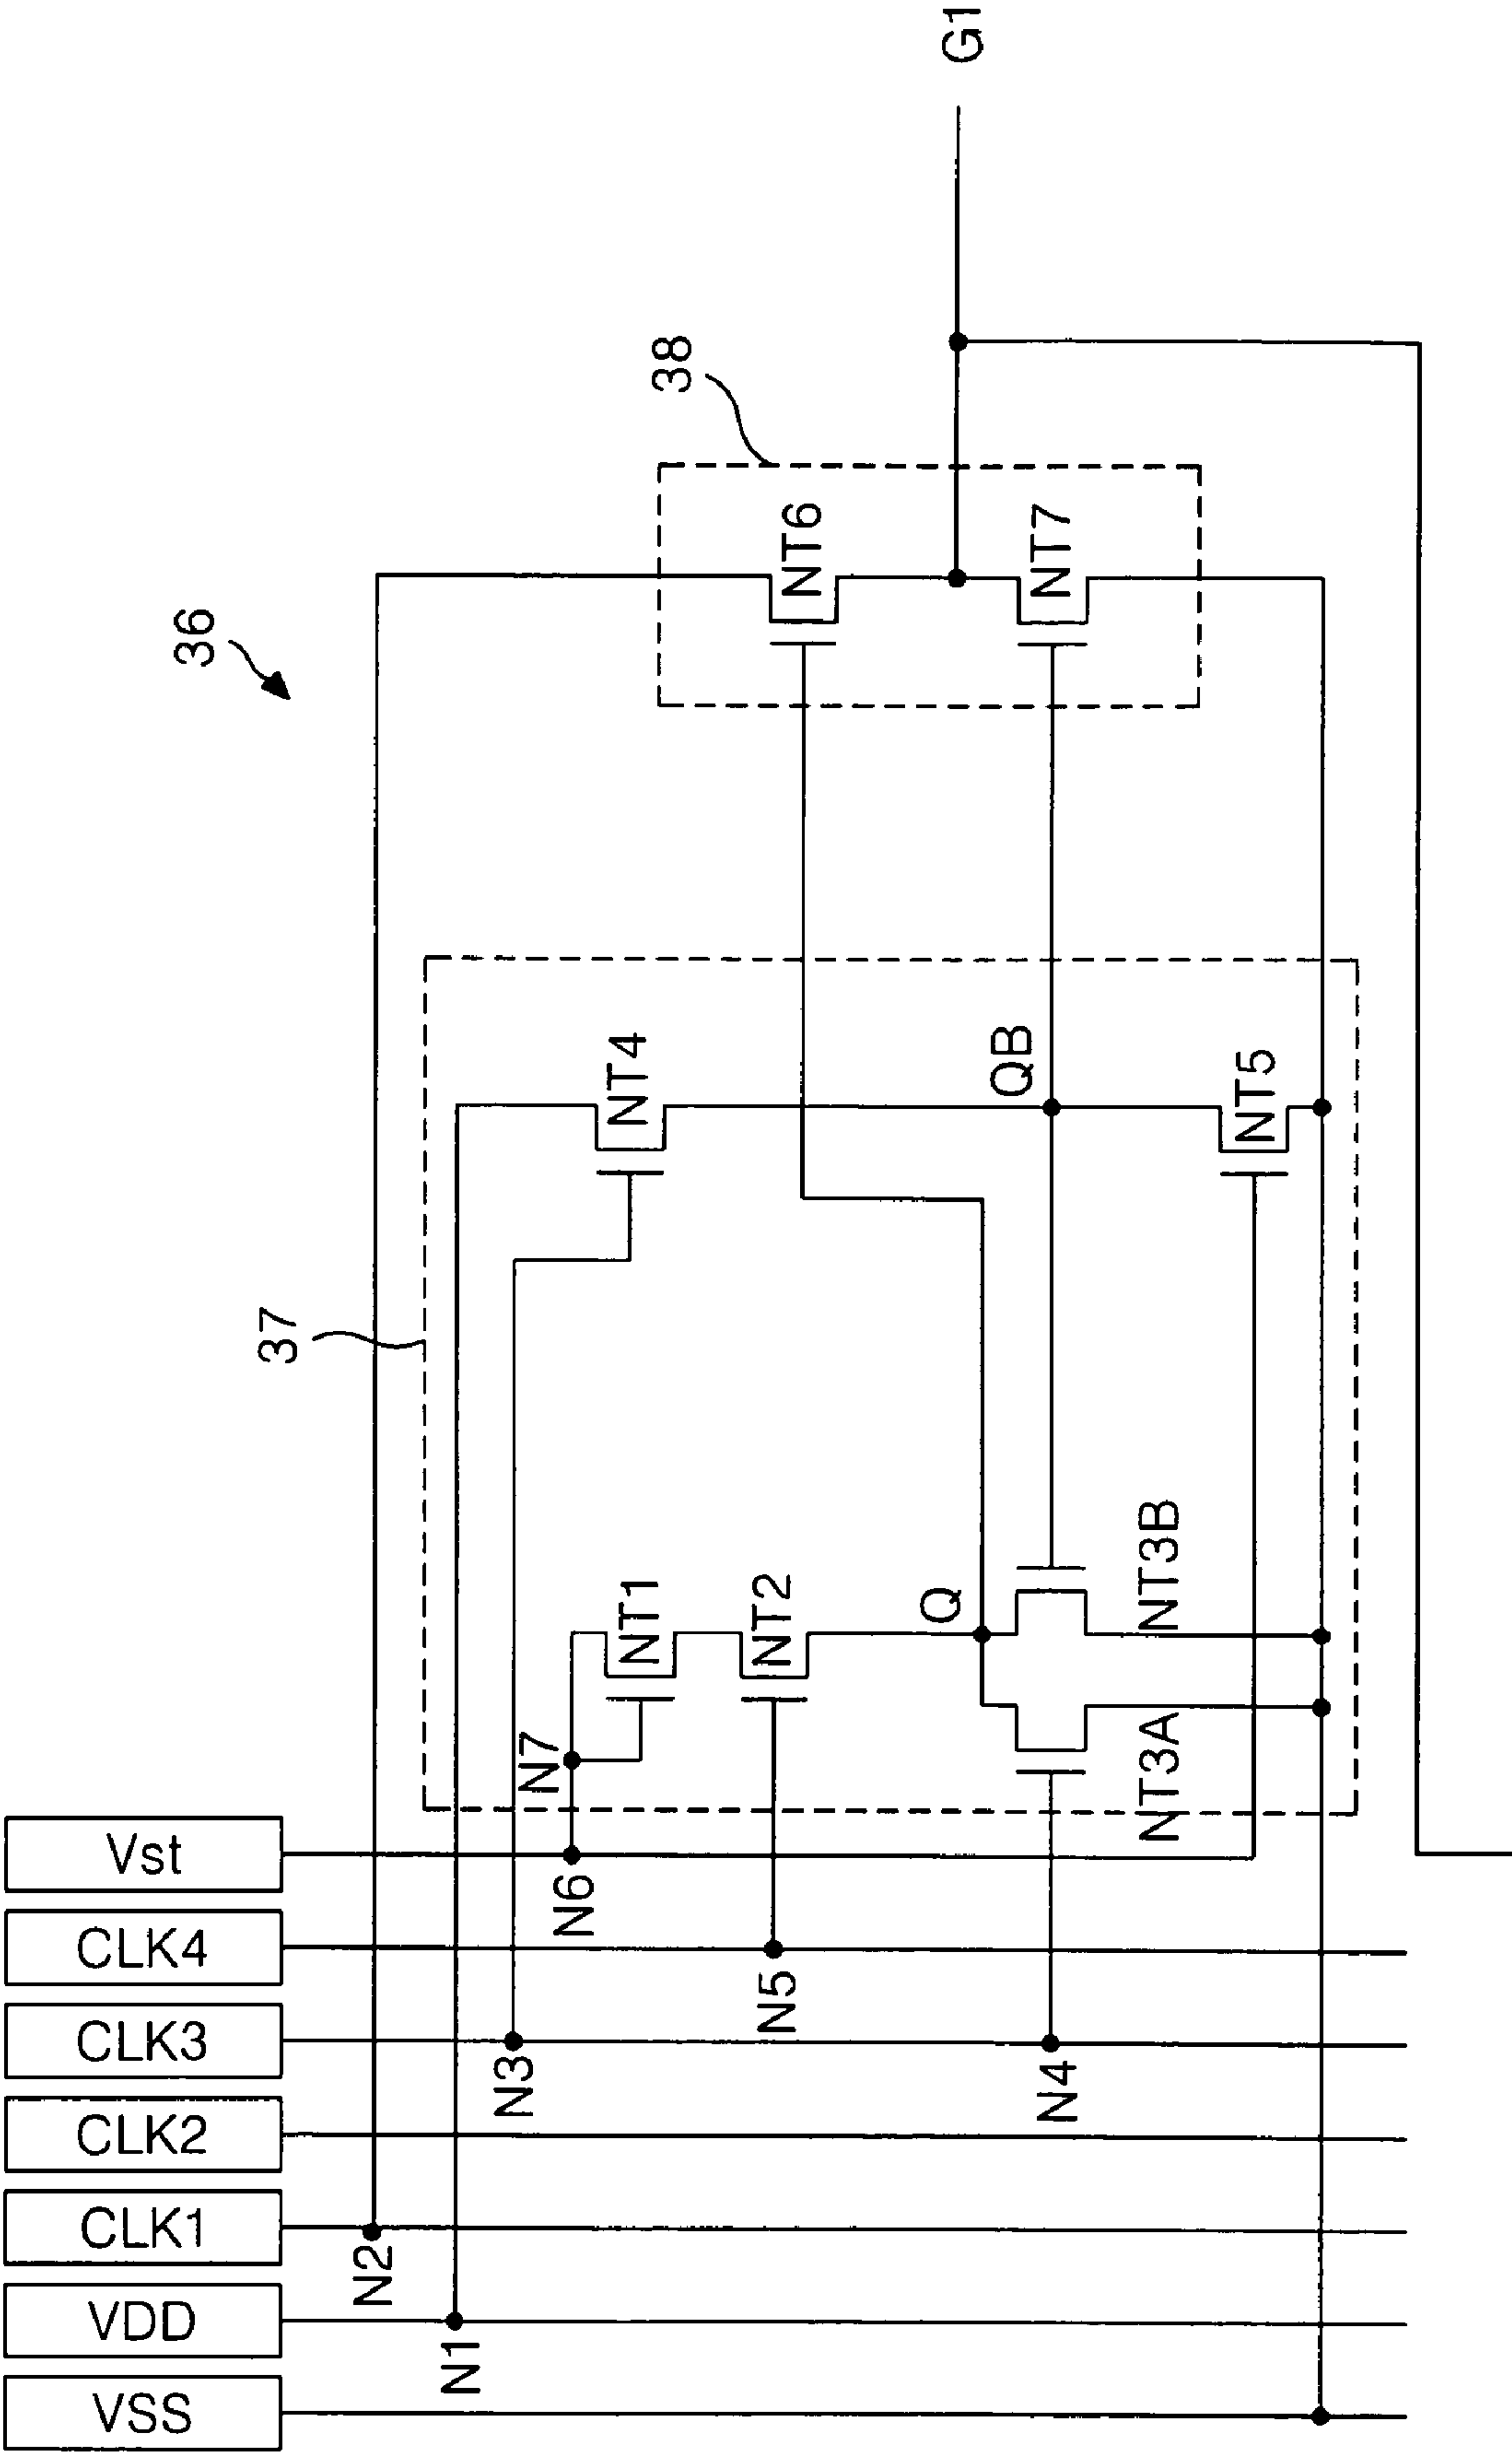 VSS
VDD
CLK1
CLK2
CLK3
CLK4
Vst
36
37
38
N1
N2
N3
N4
N5
N6
N7
NT1
NT2
NT3A
NT3B
Q
NT4
QB
NT5
NT6
NT7
G1